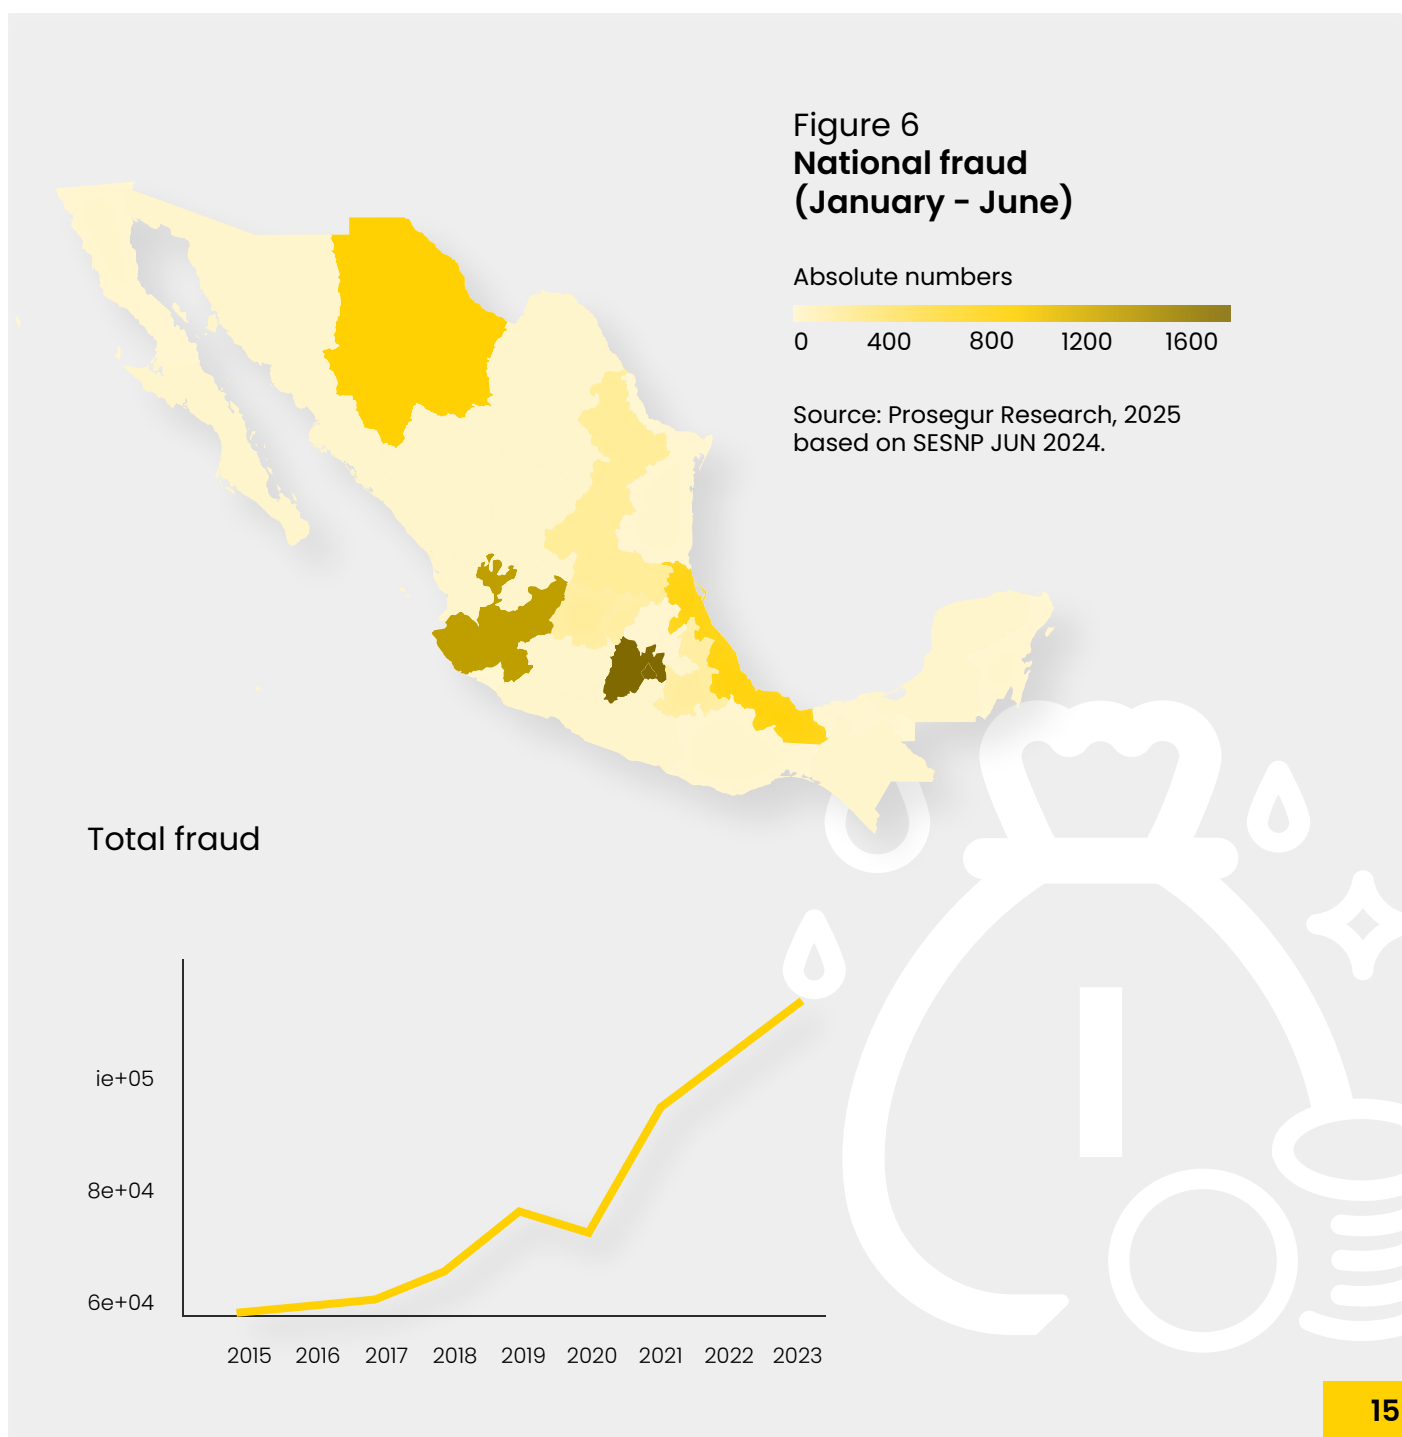 Figure 6
National fraud
(January - June)
Absolute numbers
0 400 800 1200 1600
Source: Prosegur Research, 2025
based on SESNP JUN 2024.
Total fraud
ie+05
8e+04
6e+04
2015 2016 2017 2018 2019 2020 2021 2022 2023
15